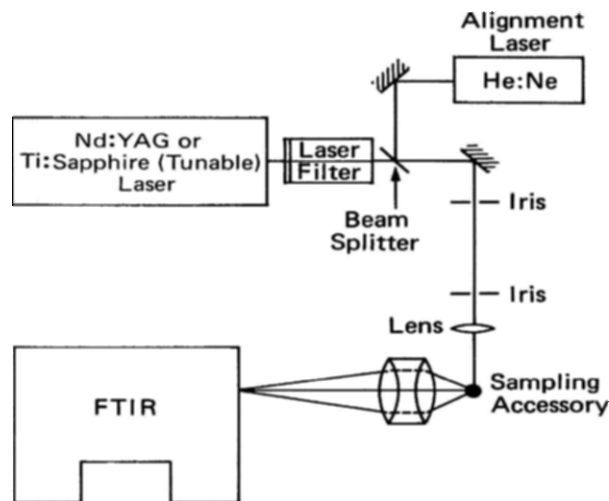 Alignment
Laser
He:Ne
Nd:YAG or
Ti:Sapphire (Tunable)
Laser
Laser
Filter
Beam
Splitter
Iris
Iris
Lens
FTIR
Sampling
Accessory